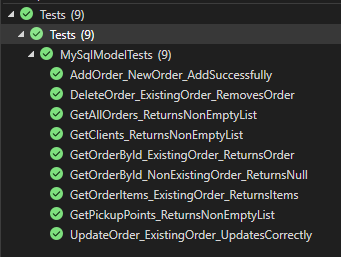 Tests (9)
Tests (9)
MySqlModelTests (9)
AddOrder_NewOrder_AddSuccessfully
DeleteOrder_ExistingOrder_RemovesOrder
GetAllOrders_ReturnsNonEmptyList
GetClients_ReturnsNonEmptyList
GetOrderById_ExistingOrder_ReturnsOrder
GetOrderById_NonExistingOrder_ReturnsNull
GetOrderItems_ExistingOrder_ReturnsItems
GetPickupPoints_ReturnsNonEmptyList
UpdateOrder_ExistingOrder_UpdatesCorrectly